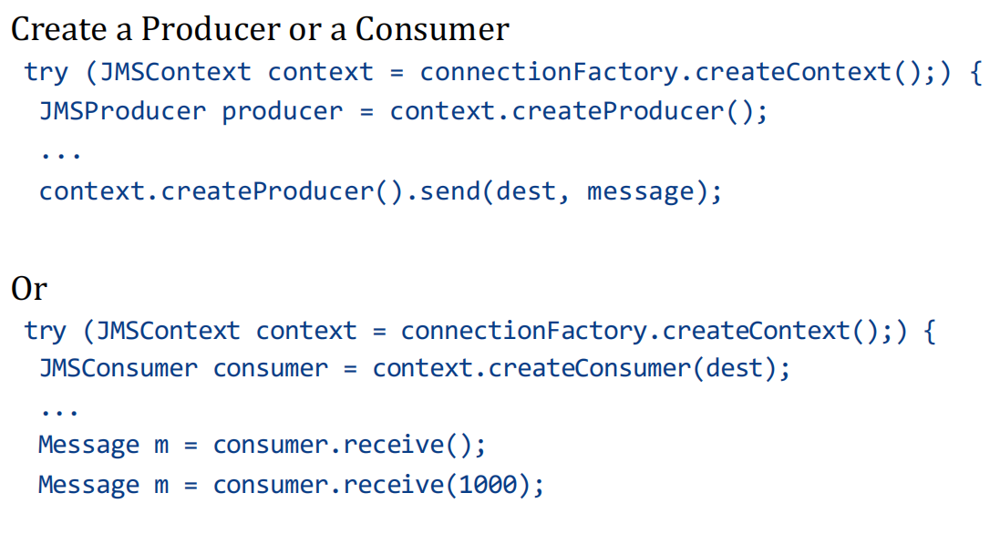 Create a Producer or a Consumer
try (JMSContext context = connectionFactory.createContext();) {
JMSProducer producer = context.createProducer();
...
context.createProducer().send(dest, message);
Or
try (JMSContext context = connectionFactory.createContext();) {
JMSConsumer consumer = context.createConsumer(dest);
...
Message m = consumer.receive();
Message m = consumer.receive(1000);